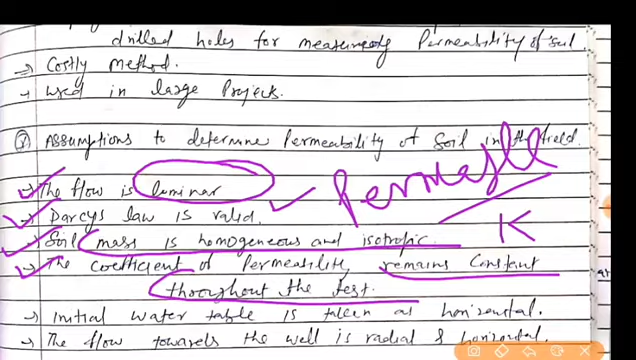 drilled holes for measuring Permeability of soil
→ Costly method.
→ Used in large Projects.
Assumptions to determine Permeability of Soil in the field.
→ The flow is laminar
→ Darcys law is valid.
→ Soil mass is homogeneous and isotropic.
→ The coefficient of Permeability remains Constant
throughout the test.
→ Initial water table is taken as horizontal.
→ The flow towards the well is radial & horizontal.
K